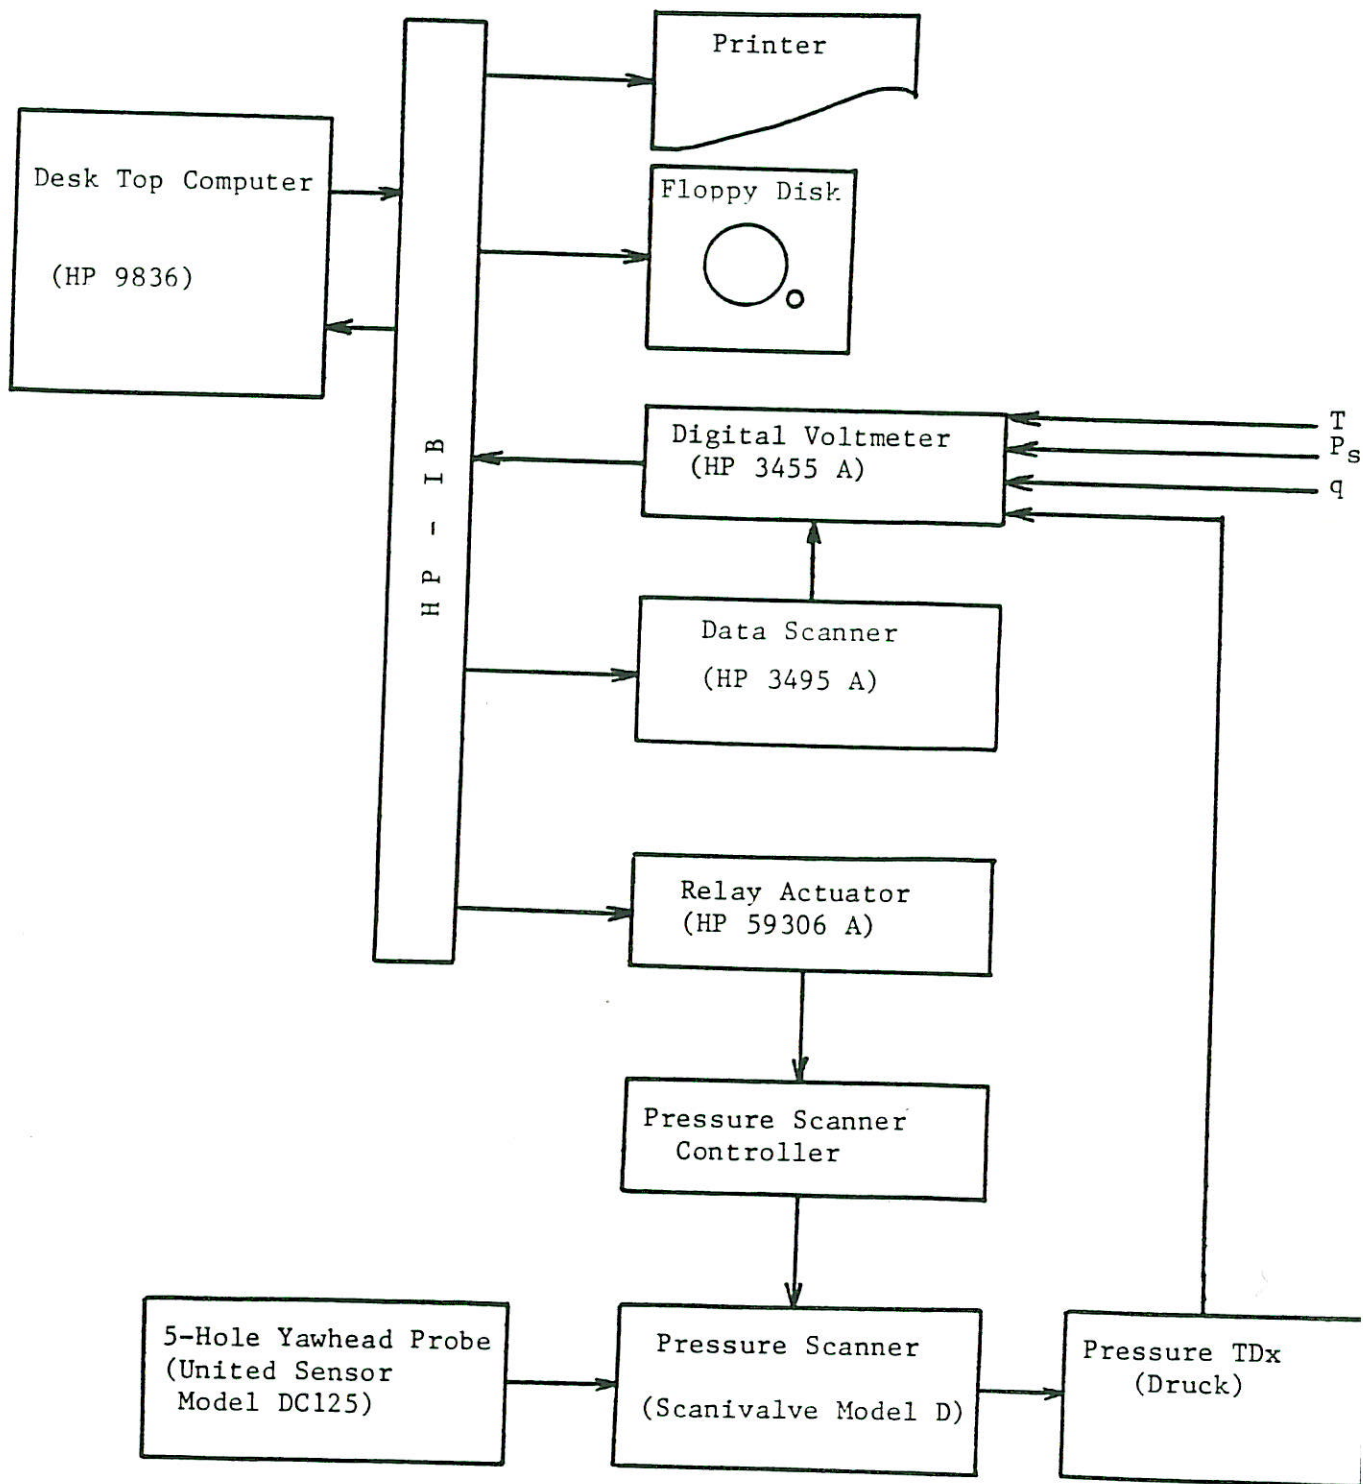 Printer
Desk Top Computer
(HP 9836)
Floppy Disk
HP - IB
Digital Voltmeter
(HP 3455 A)
T
Ps
q
Data Scanner
(HP 3495 A)
Relay Actuator
(HP 59306 A)
Pressure Scanner
Controller
5-Hole Yawhead Probe
(United Sensor
Model DC125)
Pressure Scanner
(Scanivalve Model D)
Pressure TDx
(Druck)